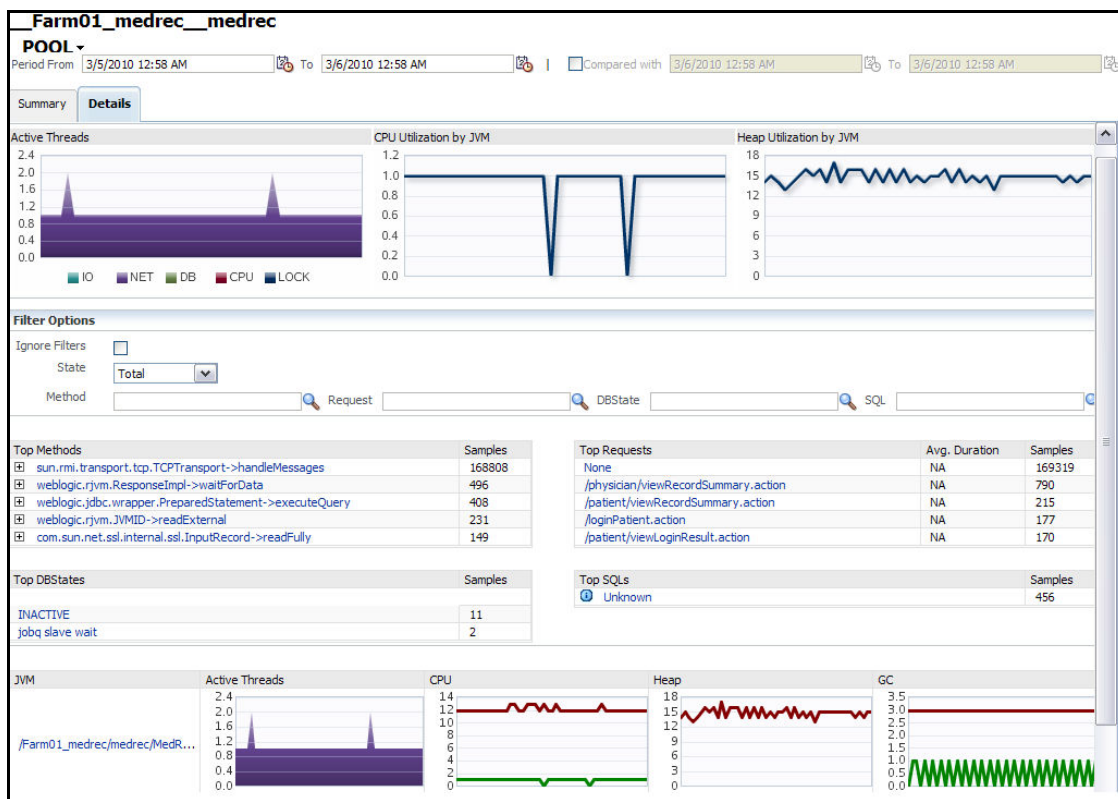 __Farm01_medrec__medrec
POOL
Period From 3/5/2010 12:58 AM To 3/6/2010 12:58 AM | Compared with 3/6/2010 12:58 AM To 3/6/2010 12:58 AM
Summary Details
Active Threads CPU Utilization by JVM Heap Utilization by JVM
2.4 1.2 18
2.0 1.0 15
1.6 0.8 12
1.2 0.6 9
0.8 0.4 6
0.4 0.2 3
0.0 0.0 0
IO NET DB CPU LOCK
Filter Options
Ignore Filters
State Total
Method Request DBState SQL
Top Methods Samples
sun.rmi.transport.tcp.TCPTransport->handleMessages 168808
weblogic.rjvm.ResponseImpl->waitForData 496
weblogic.jdbc.wrapper.PreparedStatement->executeQuery 408
weblogic.rjvm.JVMID->readExternal 231
com.sun.net.ssl.internal.ssl.InputRecord->readFully 149
Top Requests Avg. Duration Samples
None NA 169319
/physician/viewRecordSummary.action NA 790
/patient/viewRecordSummary.action NA 215
/loginPatient.action NA 177
/patient/viewLoginResult.action NA 170
Top DBStates Samples
INACTIVE 11
jobq slave wait 2
Top SQLs Samples
Unknown 456
JVM Active Threads CPU Heap GC
/Farm01_medrec/medrec/MedR...
2.4
2.0
1.6
1.2
0.8
0.4
0.0
14
12
10
8
6
4
2
0
18
15
12
9
6
3
0
3.5
3.0
2.5
2.0
1.5
1.0
0.5
0.0